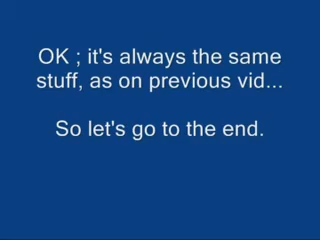 OK ; it's always the same
stuff, as on previous vid...
So let's go to the end.